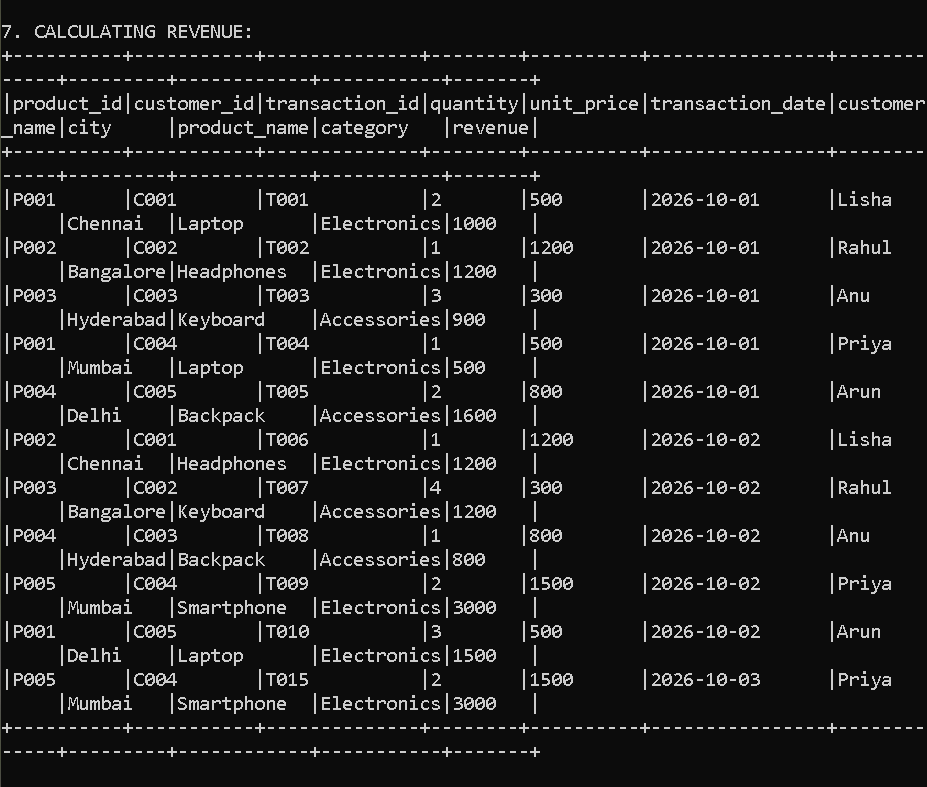 7. CALCULATING REVENUE:
+----------+-----------+--------------+--------+----------+----------------+--------
-----+---------+------------+-----------+-------+
|product_id|customer_id|transaction_id|quantity|unit_price|transaction_date|customer
_name|city     |product_name|category   |revenue|
+----------+-----------+--------------+--------+----------+----------------+--------
-----+---------+------------+-----------+-------+
|P001      |C001       |T001          |2       |500       |2026-10-01      |Lisha
     |Chennai  |Laptop      |Electronics|1000   |
|P002      |C002       |T002          |1       |1200      |2026-10-01      |Rahul
     |Bangalore|Headphones  |Electronics|1200   |
|P003      |C003       |T003          |3       |300       |2026-10-01      |Anu
     |Hyderabad|Keyboard    |Accessories|900    |
|P001      |C004       |T004          |1       |500       |2026-10-01      |Priya
     |Mumbai   |Laptop      |Electronics|500    |
|P004      |C005       |T005          |2       |800       |2026-10-01      |Arun
     |Delhi    |Backpack    |Accessories|1600   |
|P002      |C001       |T006          |1       |1200      |2026-10-02      |Lisha
     |Chennai  |Headphones  |Electronics|1200   |
|P003      |C002       |T007          |4       |300       |2026-10-02      |Rahul
     |Bangalore|Keyboard    |Accessories|1200   |
|P004      |C003       |T008          |1       |800       |2026-10-02      |Anu
     |Hyderabad|Backpack    |Accessories|800    |
|P005      |C004       |T009          |2       |1500      |2026-10-02      |Priya
     |Mumbai   |Smartphone  |Electronics|3000   |
|P001      |C005       |T010          |3       |500       |2026-10-02      |Arun
     |Delhi    |Laptop      |Electronics|1500   |
|P005      |C004       |T015          |2       |1500      |2026-10-03      |Priya
     |Mumbai   |Smartphone  |Electronics|3000   |
+----------+-----------+--------------+--------+----------+----------------+--------
-----+---------+------------+-----------+-------+